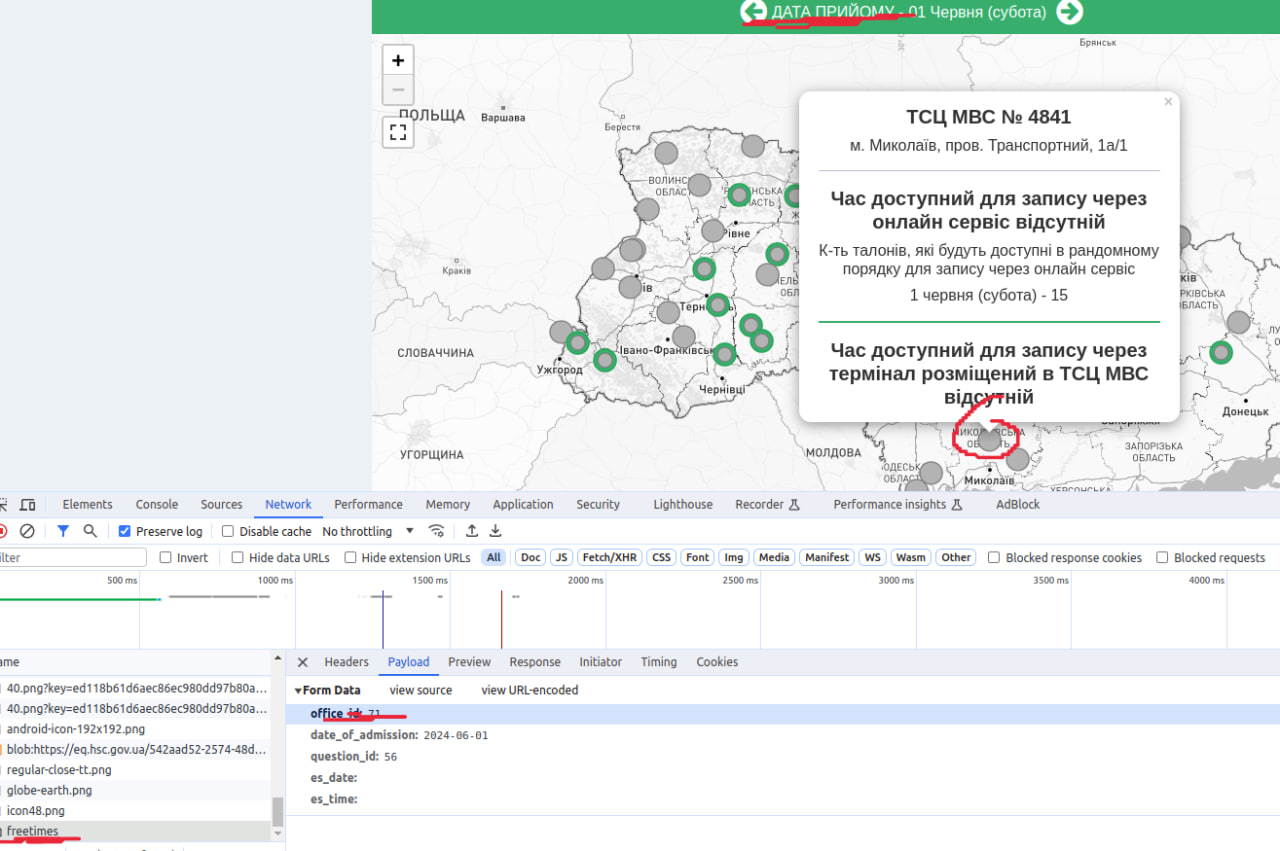 ДАТА ПРИЙОМУ - 01 Червня (субота)
Брянськ
+
−
ПОЛЬЩА
Варшава
Берестя
×
ТСЦ МВС № 4841
м. Миколаїв, пров. Транспортний, 1а/1
Час доступний для запису через
онлайн сервіс відсутній
К-ть талонів, які будуть доступні в рандомному
порядку для запису через онлайн сервіс
1 червня (субота) - 15
Час доступний для запису через
термінал розміщений в ТСЦ МВС
відсутній
Рівне
Краків
СЛОВАЧЧИНА
Івано-Франківськ
Ужгород
Чернівці
Донецьк
УГОРЩИНА
МОЛДОВА
ЗАПОРІЗЬКА
ОБЛАСТЬ
Миколаїв
Elements Console Sources Network Performance Memory Application Security Lighthouse Recorder Performance insights AdBlock
Preserve log Disable cache No throttling
Invert Hide data URLs Hide extension URLs All Doc JS Fetch/XHR CSS Font Img Media Manifest WS Wasm Other Blocked response cookies Blocked requests
500 ms 1000 ms 1500 ms 2000 ms 2500 ms 3000 ms 3500 ms 4000 ms
ame Headers Payload Preview Response Initiator Timing Cookies
40.png?key=ed118b61d6aec86ec980dd97b80a...
40.png?key=ed118b61d6aec86ec980dd97b80a...
android-icon-192x192.png
blob:https://eq.hsc.gov.ua/542aad52-2574-48d...
regular-close-tt.png
globe-earth.png
icon48.png
freetimes
Form Data view source view URL-encoded
office_id: 71
date_of_admission: 2024-06-01
question_id: 56
es_date:
es_time: